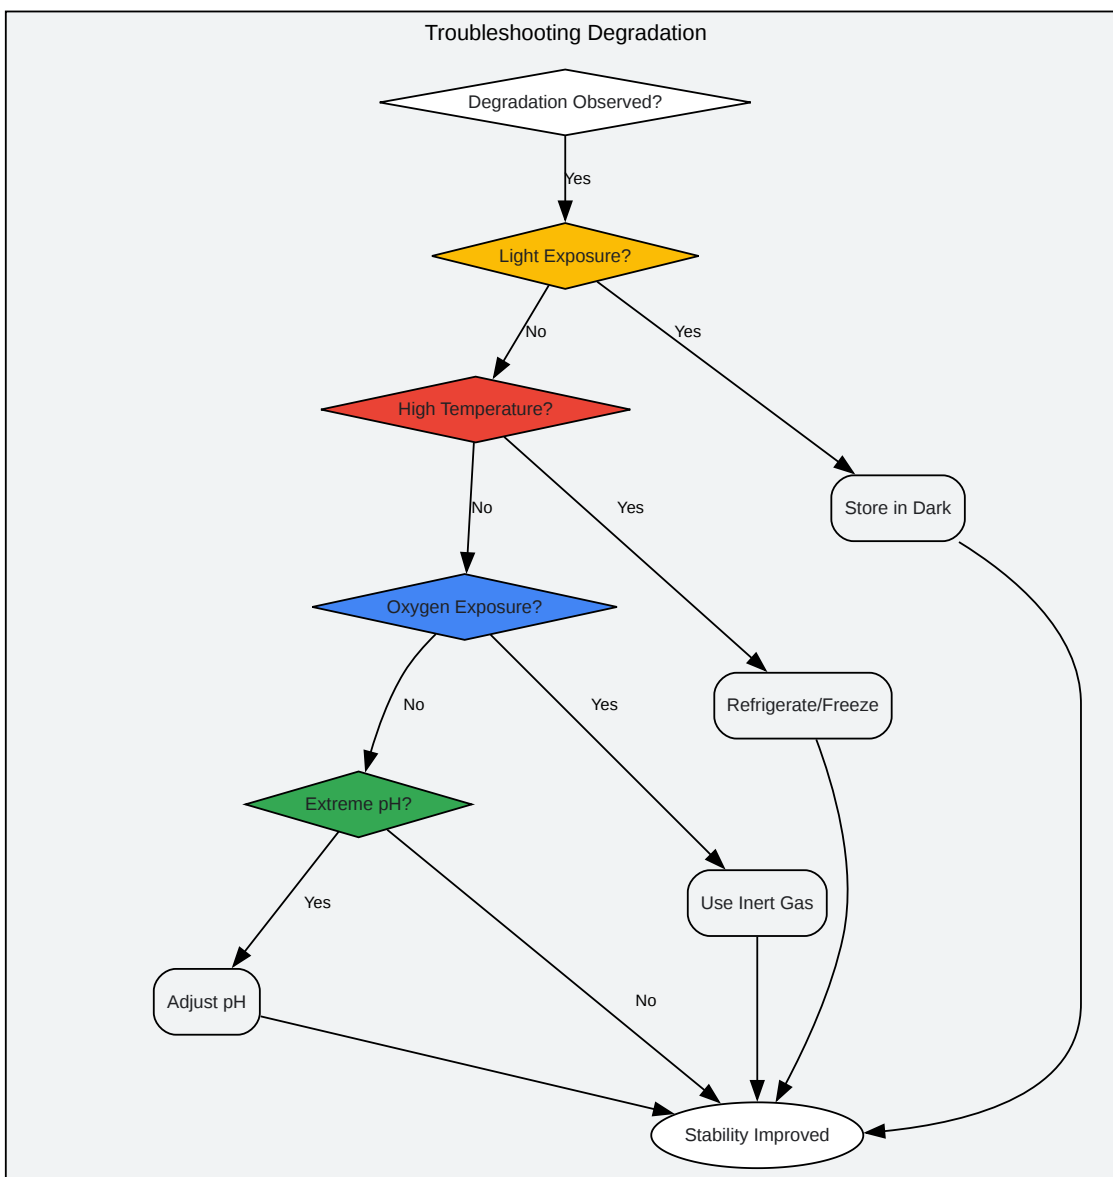 Troubleshooting Degradation
Degradation Observed?
Yes
Light Exposure?
No
Yes
High Temperature?
Store in Dark
No
Yes
Oxygen Exposure?
Refrigerate/Freeze
No
Yes
Extreme pH?
Use Inert Gas
Yes
Adjust pH
No
Stability Improved